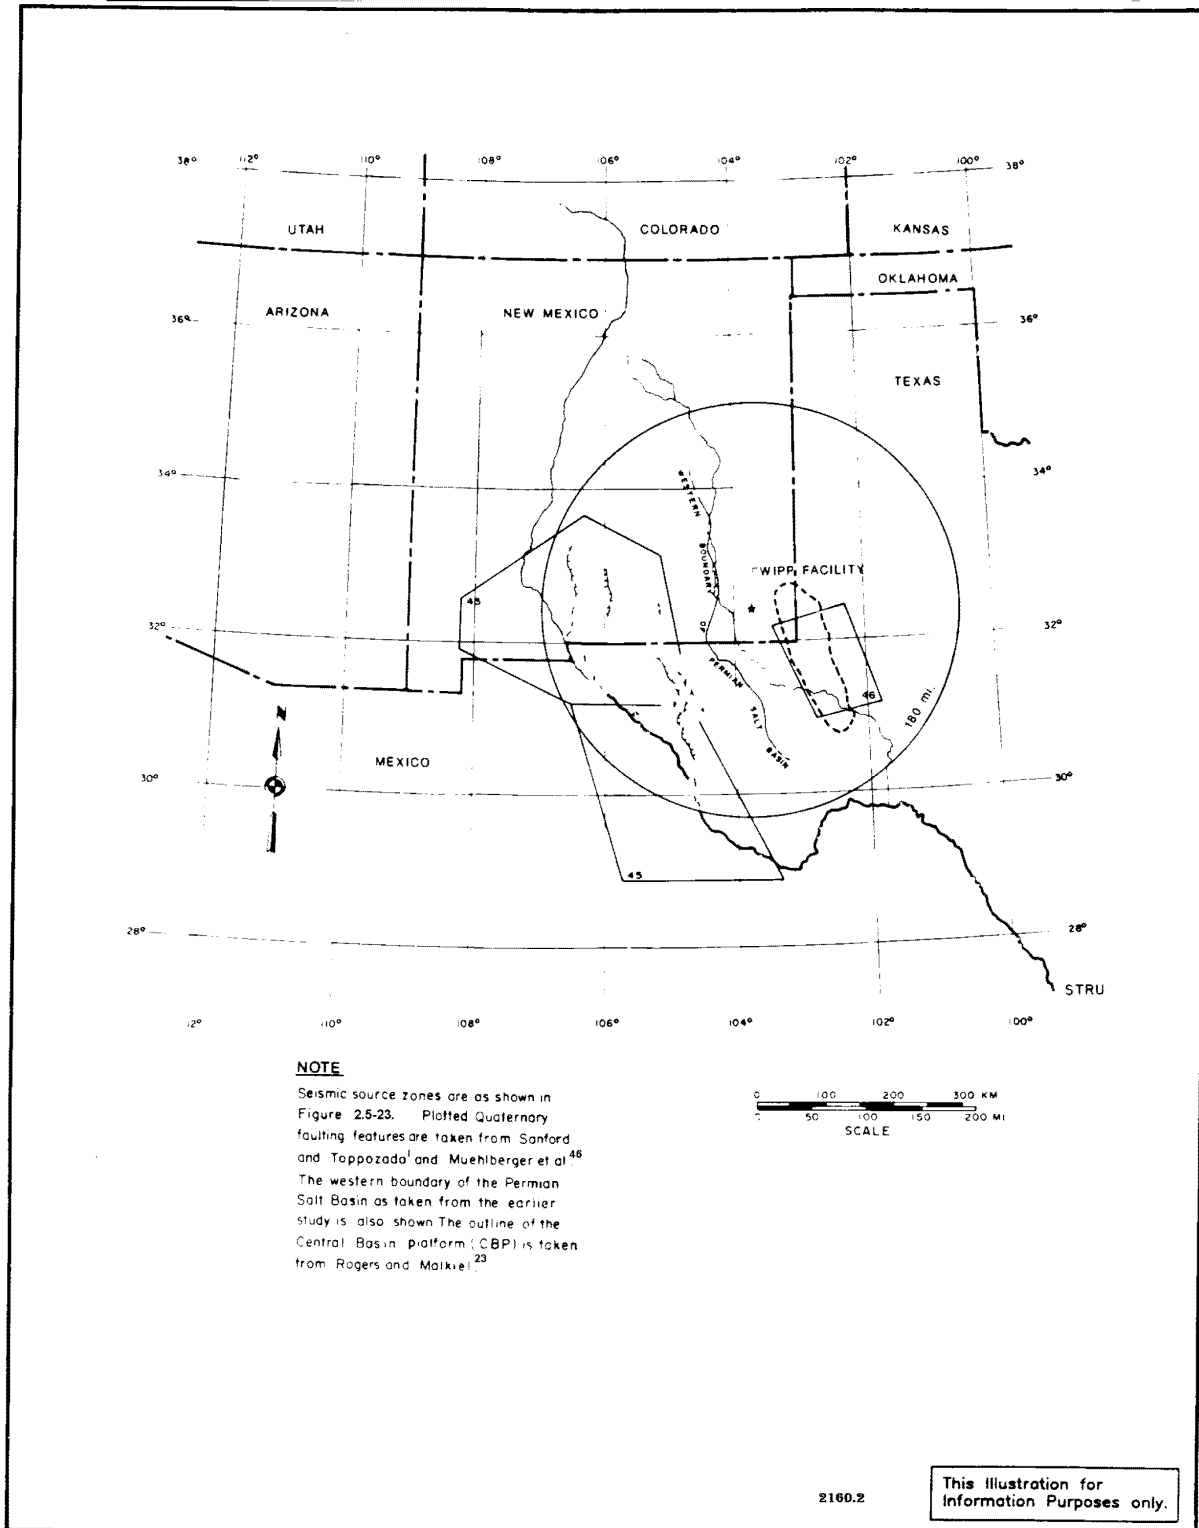 38° 112° 110° 108° 106° 104° 102° 100° 38°
UTAH COLORADO KANSAS
OKLAHOMA
ARIZONA NEW MEXICO
36° 36°
TEXAS
34° 34°
WESTERN BOUNDARY OF PERMIAN SALT BASIN
WIPP FACILITY
45
32° 32°
46
180 mi.
N
MEXICO
30° 30°
45
28° 28°
STRU
12° 110° 108° 106° 104° 102° 100°
NOTE
Seismic source zones are as shown in
Figure 2.5-23. Plotted Quaternary
faulting features are taken from Sanford
and Toppozada1 and Muehlberger et al.46
The western boundary of the Permian
Salt Basin as taken from the earlier
study is also shown The outline of the
Central Basin platform (CBP) is taken
from Rogers and Malkiel.23
0 100 200 300 KM
50 100 150 200 MI
SCALE
2160.2
This Illustration for
Information Purposes only.